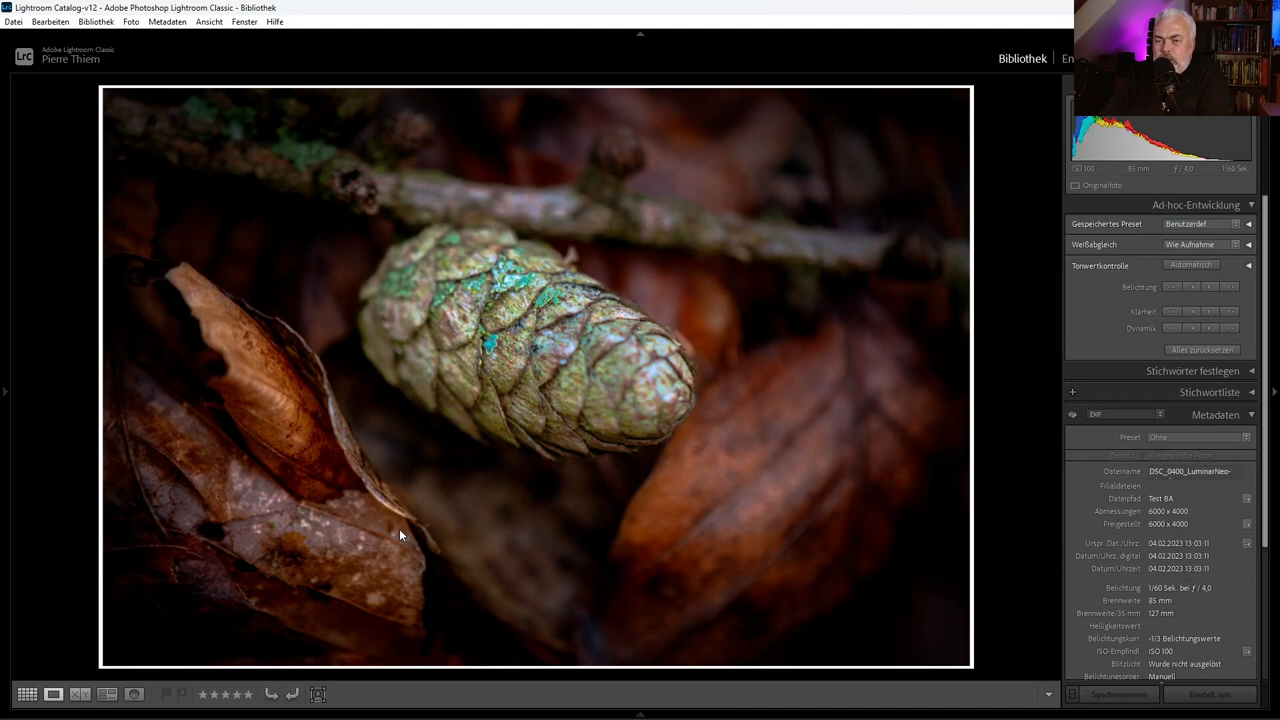 Lightroom Catalog-v12 - Adobe Photoshop Lightroom Classic - Bibliothek
Datei Bearbeiten Bibliothek Foto Metadaten Ansicht Fenster Hilfe
Lrc
Adobe Lightroom Classic
Pierre Thiem
Bibliothek
ISO 100 85 mm ƒ / 4,0 1/60 Sek.
Originalfoto
Ad-hoc-Entwicklung
Gespeichertes Preset Benutzerdef.
Weißabgleich Wie Aufnahme
Tonwertkontrolle Automatisch
Belichtung
Klarheit
Dynamik
Alles zurücksetzen
Stichwörter festlegen
+ Stichwortliste
EXIF Metadaten
Preset Ohne
Dateiname DSC_0400_LuminarNeo-
Filialdateien
Dateipfad Test BA
Abmessungen 6000 x 4000
Freigestellt 6000 x 4000
Urspr. Dat./Uhrz. 04.02.2023 13:03:11
Datum/Uhrz. digital 04.02.2023 13:03:11
Datum/Uhrzeit 04.02.2023 13:03:11
Belichtung 1/60 Sek. bei ƒ / 4,0
Brennweite 85 mm
Brennweite/35 mm 127 mm
Helligkeitswert
Belichtungskorr. -1/3 Belichtungswerte
ISO-Empfindl. ISO 100
Blitzlicht Wurde nicht ausgelöst
Manuell
XY
Synchronisieren Einstell. syn.